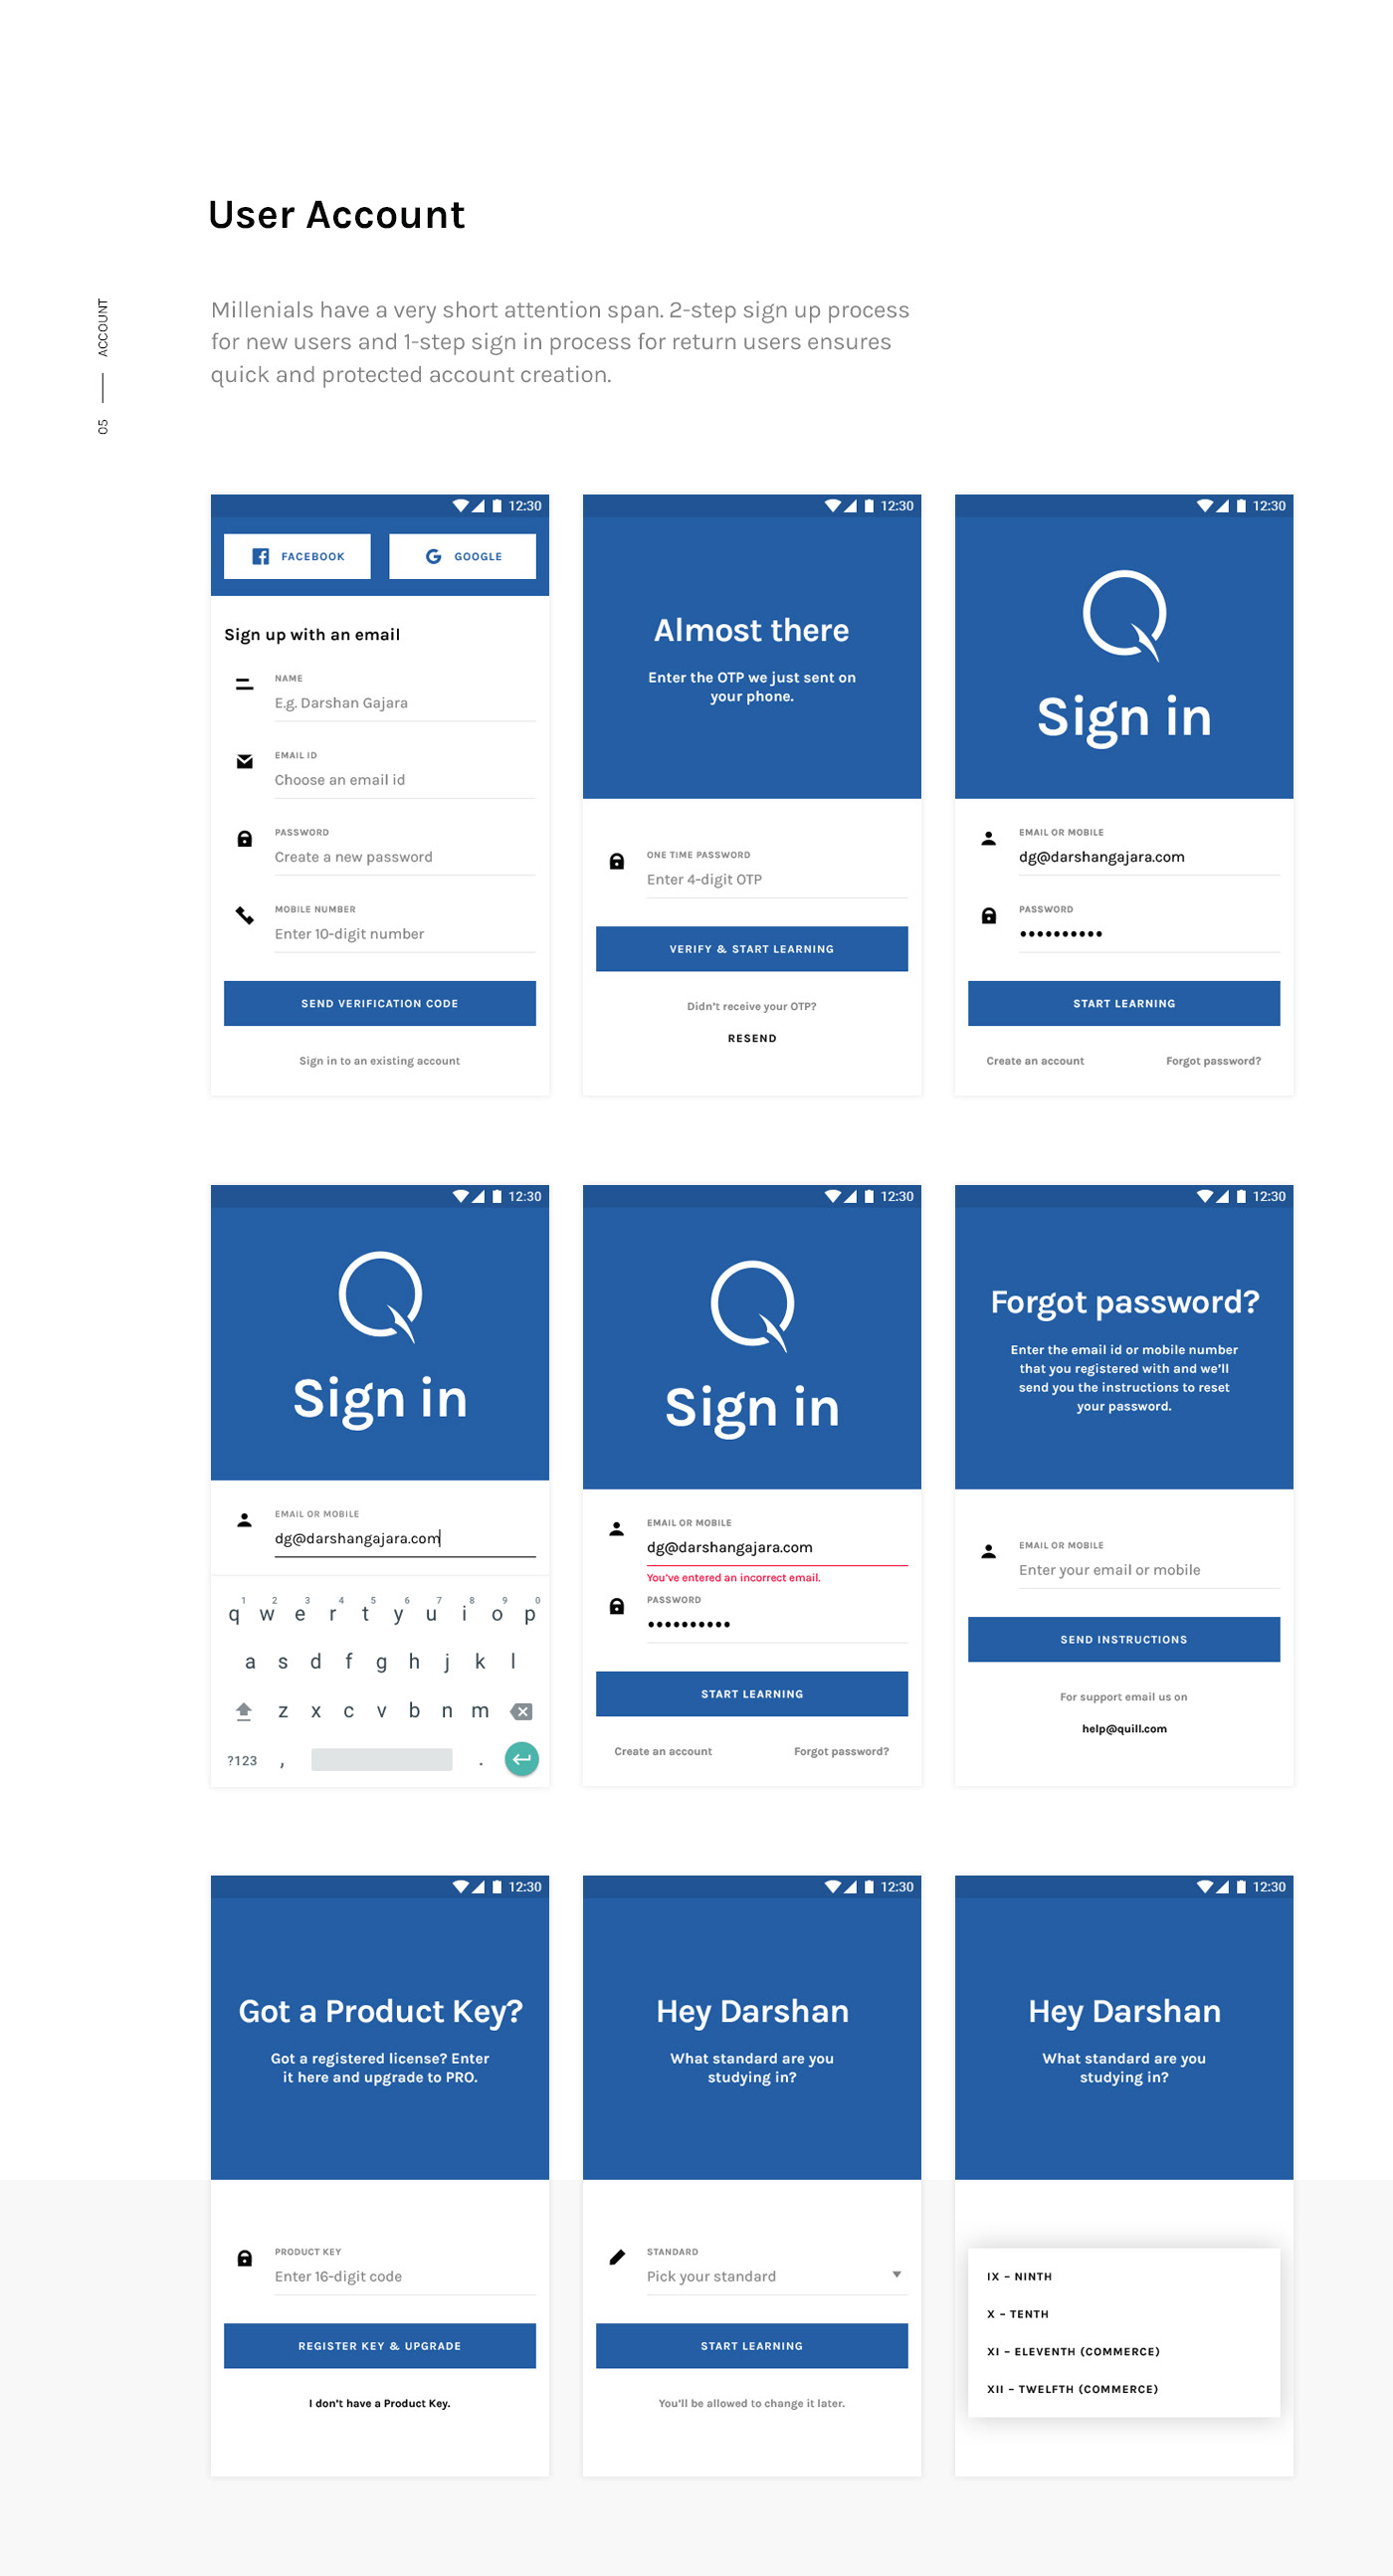 User Account
Millenials have a very short attention span. 2-step sign up process
for new users and 1-step sign in process for return users ensures
quick and protected account creation.
05 — ACCOUNT
12:30
FACEBOOK
GOOGLE
Sign up with an email
NAME
E.g. Darshan Gajara
EMAIL ID
Choose an email id
PASSWORD
Create a new password
MOBILE NUMBER
Enter 10-digit number
SEND VERIFICATION CODE
Sign in to an existing account
12:30
Almost there
Enter the OTP we just sent on
your phone.
ONE TIME PASSWORD
Enter 4-digit OTP
VERIFY & START LEARNING
Didn't receive your OTP?
RESEND
12:30
Sign in
EMAIL OR MOBILE
dg@darshangajara.com
PASSWORD
••••••••••
START LEARNING
Create an account
Forgot password?
12:30
Sign in
EMAIL OR MOBILE
dg@darshangajara.com
1 2 3 4 5 6 7 8 9 0
q w e r t y u i o p
a s d f g h j k l
z x c v b n m
?123 , .
12:30
Sign in
EMAIL OR MOBILE
dg@darshangajara.com
You've entered an incorrect email.
PASSWORD
••••••••••
START LEARNING
Create an account
Forgot password?
12:30
Forgot password?
Enter the email id or mobile number
that you registered with and we'll
send you the instructions to reset
your password.
EMAIL OR MOBILE
Enter your email or mobile
SEND INSTRUCTIONS
For support email us on
help@quill.com
12:30
Got a Product Key?
Got a registered license? Enter
it here and upgrade to PRO.
PRODUCT KEY
Enter 16-digit code
REGISTER KEY & UPGRADE
I don't have a Product Key.
12:30
Hey Darshan
What standard are you
studying in?
STANDARD
Pick your standard
START LEARNING
You'll be allowed to change it later.
12:30
Hey Darshan
What standard are you
studying in?
IX – NINTH
X – TENTH
XI – ELEVENTH (COMMERCE)
XII – TWELFTH (COMMERCE)